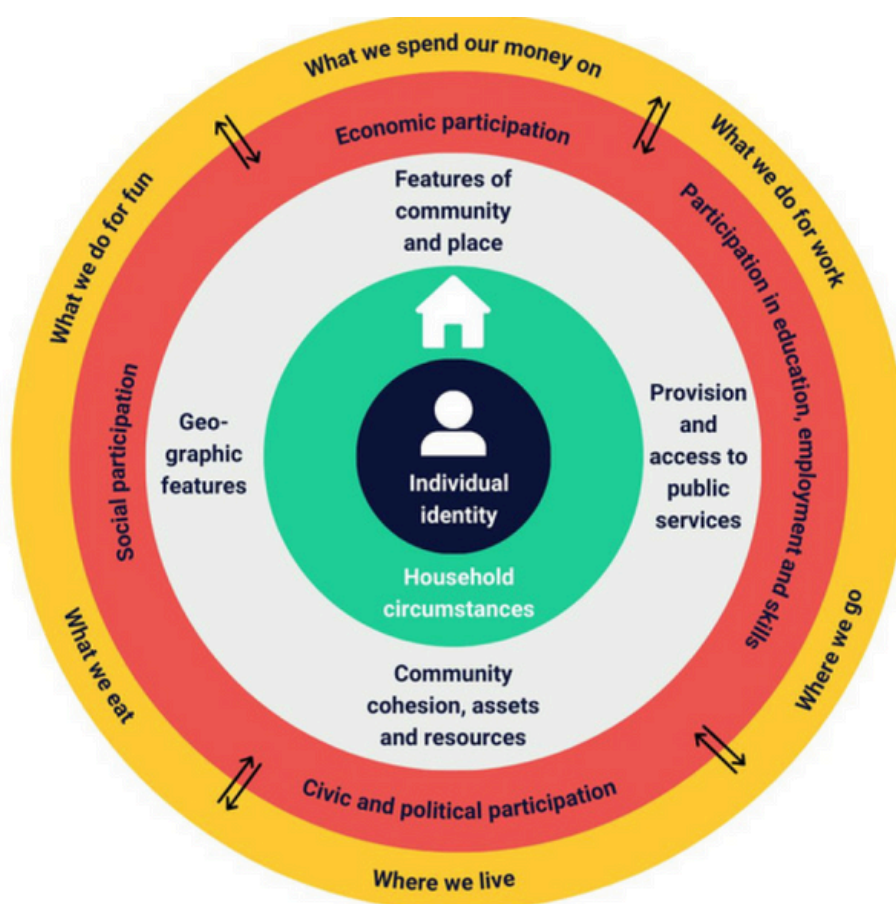 What we spend our money on
What we do for work
Where we go
Where we live
What we eat
What we do for fun
Economic participation
Participation in education, employment and skills
Civic and political participation
Social participation
Features of
community
and place
Provision
and
access to
public
services
Community
cohesion, assets
and resources
Geo-
graphic
features
Individual
identity
Household
circumstances